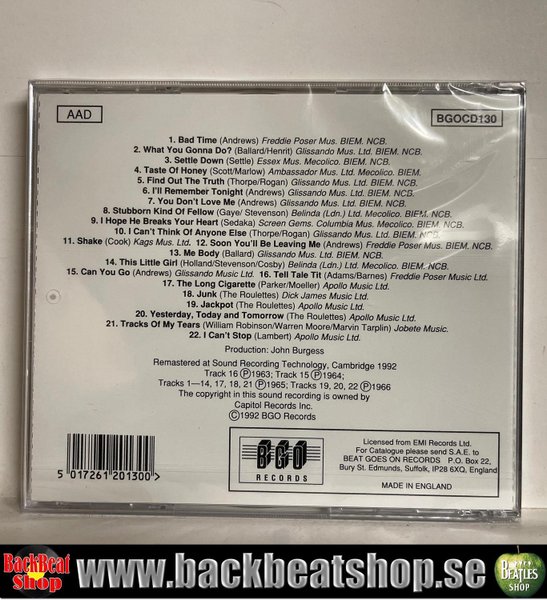 AAD
BGOCD130
1. Bad Time (Andrews) Freddie Poser Mus. BIEM. NCB.
2. What You Gonna Do? (Ballard/Henrit) Glissando Mus. Ltd. BIEM. NCB.
3. Settle Down (Settle) Essex Mus. Mecolico. BIEM. NCB.
4. Taste Of Honey (Scott/Marlow) Ambassador Mus. Ltd. Mecolico. BIEM. NCB.
5. Find Out The Truth (Thorpe/Rogan) Glissando Mus. Ltd. BIEM. NCB.
6. I'll Remember Tonight (Andrews) Glissando Mus. Ltd. BIEM. NCB.
7. You Don't Love Me (Andrews) Glissando Mus. Ltd. BIEM. NCB.
8. Stubborn Kind Of Fellow (Gaye/ Stevenson) Belinda (Ldn.) Ltd. Mecolico. BIEM. NCB.
9. I Hope He Breaks Your Heart (Sedaka) Screen Gems. Columbia Mus. Mecolico. BIEM. NCB.
10. I Can't Think Of Anyone Else (Thorpe/Rogan) Glissando Mus. Ltd. BIEM. NCB.
11. Shake (Cook) Kags Mus. Ltd. 12. Soon You'll Be Leaving Me (Andrews) Freddie Poser Mus. BIEM. NCB.
13. Me Body (Ballard) Glissando Mus. Ltd. BIEM. NCB.
14. This Little Girl (Holland/Stevenson/Cosby) Belinda (Ldn.) Ltd. Mecolico. BIEM. NCB.
15. Can You Go (Andrews) Glissando Music Ltd. 16. Tell Tale Tit (Adams/Barnes) Freddie Poser Music Ltd.
17. The Long Cigarette (Parker/Moeller) Apollo Music Ltd.
18. Junk (The Roulettes) Dick James Music Ltd.
19. Jackpot (The Roulettes) Apollo Music Ltd.
20. Yesterday, Today and Tomorrow (The Roulettes) Apollo Music Ltd.
21. Tracks Of My Tears (William Robinson/Warren Moore/Marvin Tarplin) Jobete Music.
22. I Can't Stop (Lambert) Apollo Music Ltd.
Production: John Burgess
Remastered at Sound Recording Technology, Cambridge 1992
Track 16 ℗1963; Track 15 ℗1964;
Tracks 1—14, 17, 18, 21 ℗1965; Tracks 19, 20, 22 ℗1966
The copyright in this sound recording is owned by
Capitol Records Inc.
©1992 BGO Records
5 017261 201300>
BGO
RECORDS
Licensed from EMI Records Ltd.
For Catalogue please send S.A.E. to
BEAT GOES ON RECORDS P.O. Box 22,
Bury St. Edmunds, Suffolk, IP28 6XQ, England
MADE IN ENGLAND
BackBeat
Shop
www.backbeatshop.se
BEATLES
SHOP